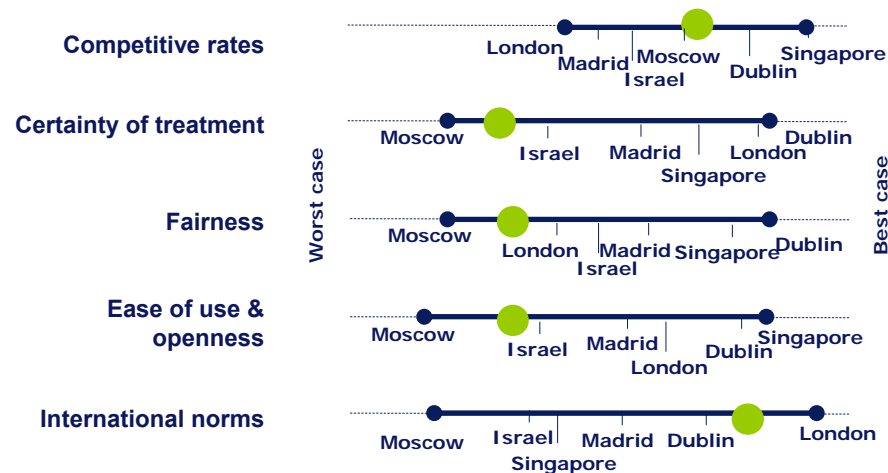 Competitive rates
London
Madrid
Israel
Moscow
Dublin
Singapore
Certainty of treatment
Moscow
Israel
Madrid
Singapore
London
Dublin
Worst case
Best case
Fairness
Moscow
London
Israel
Madrid
Singapore
Dublin
Ease of use &
openness
Moscow
Israel
Madrid
London
Dublin
Singapore
International norms
Moscow
Israel
Singapore
Madrid
Dublin
London